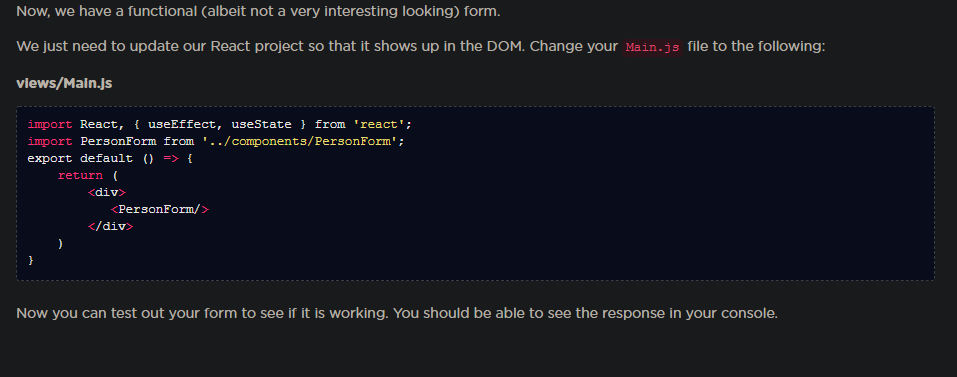 Now, we have a functional (albeit not a very interesting looking) form.
We just need to update our React project so that it shows up in the DOM. Change your Main.js file to the following:
views/Main.js
import React, { useEffect, useState } from 'react';
import PersonForm from '../components/PersonForm';
export default () => {
    return (
        <div>
           <PersonForm/>
        </div>
    )
}
Now you can test out your form to see if it is working. You should be able to see the response in your console.